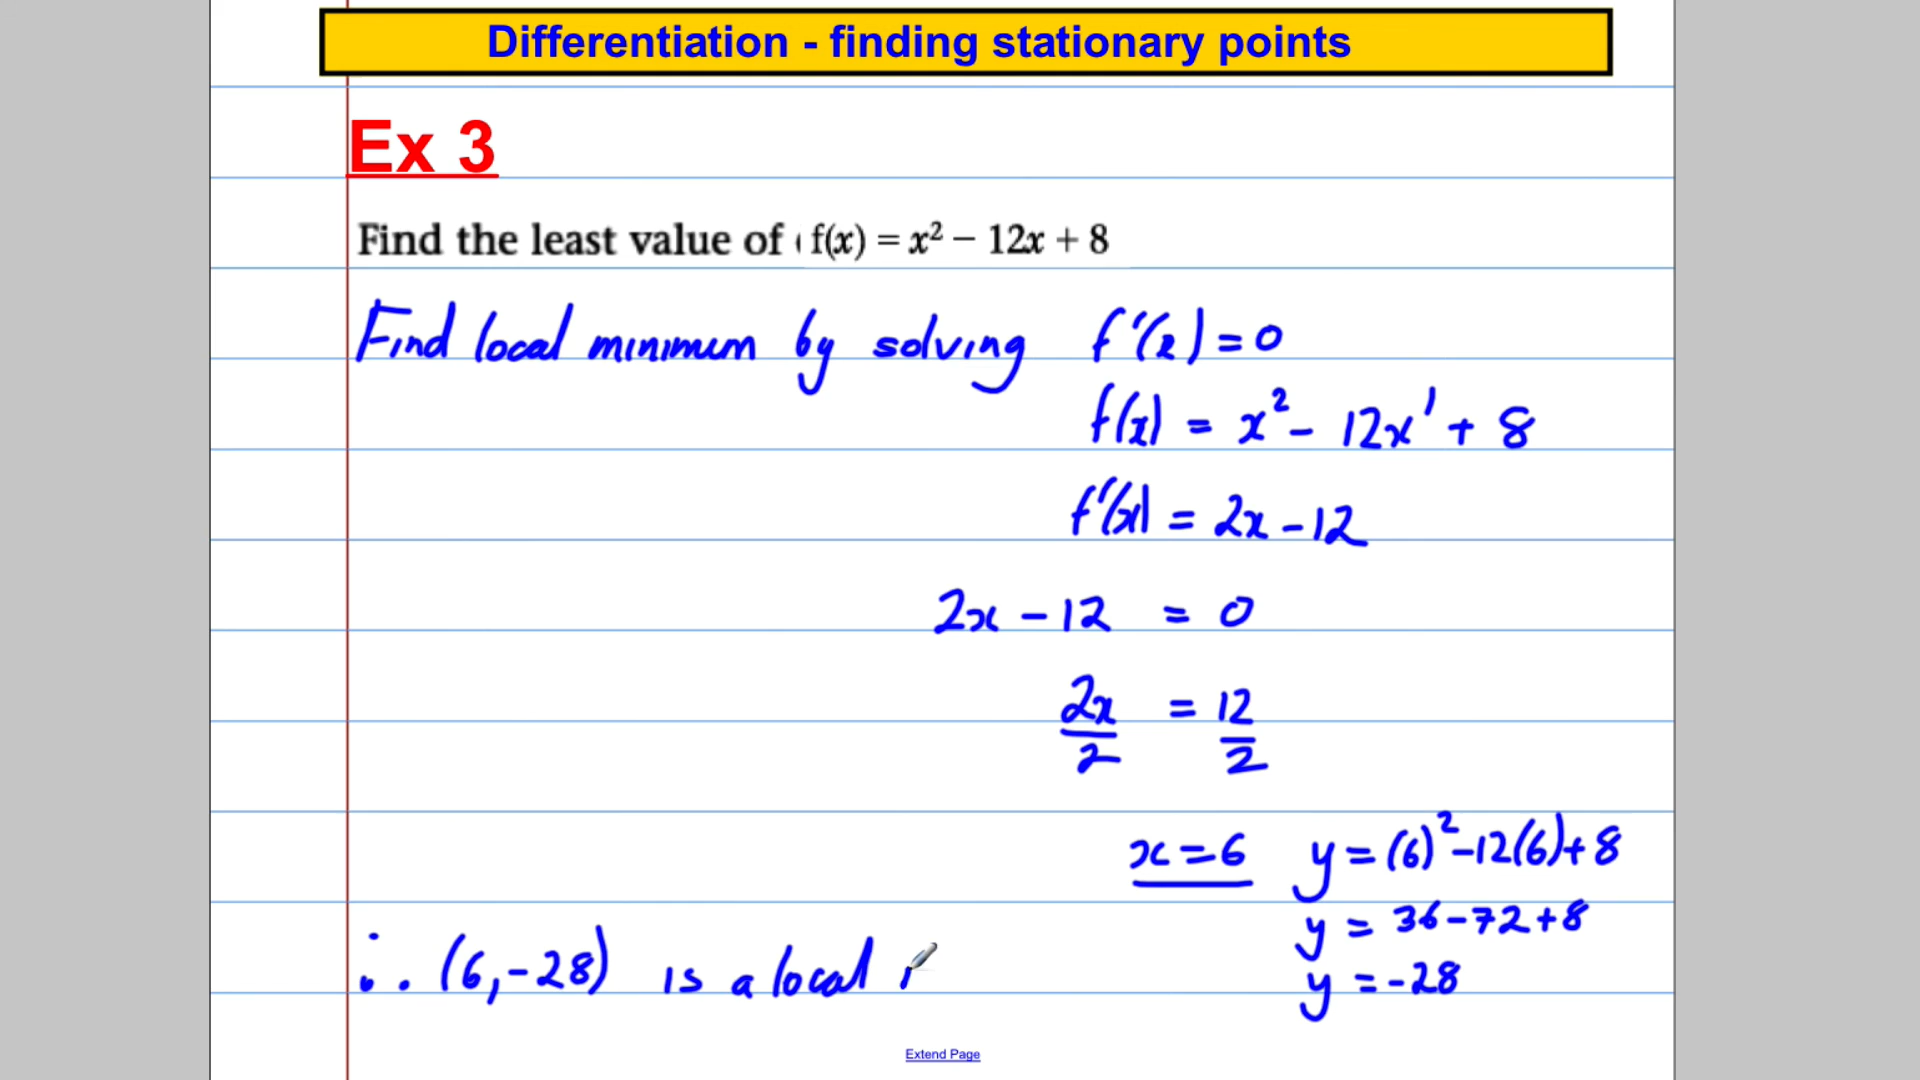 Differentiation - finding stationary points
Ex 3
Find the least value of f(x) = x² − 12x + 8
Find local minimum by solving f'(x) = 0
f(x) = x² − 12x¹ + 8
f'(x) = 2x − 12
2x − 12 = 0
2x/2 = 12/2
x = 6 y = (6)² − 12(6) + 8
y = 36 − 72 + 8
∴ (6, −28) is a local
y = −28
Extend Page